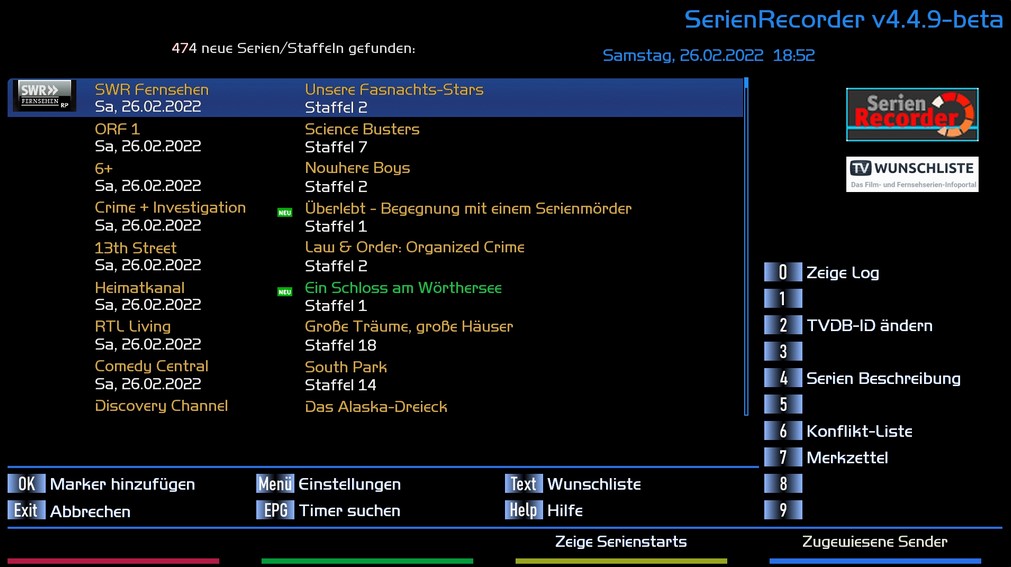 SerienRecorder v4.4.9-beta
474 neue Serien/Staffeln gefunden:
Samstag, 26.02.2022 18:52
SWR» FERNSEHEN RP
SWR Fernsehen Unsere Fasnachts-Stars
Sa, 26.02.2022 Staffel 2
ORF 1 Science Busters
Sa, 26.02.2022 Staffel 7
6+ Nowhere Boys
Sa, 26.02.2022 Staffel 2
Crime + Investigation NEU Überlebt - Begegnung mit einem Serienmörder
Sa, 26.02.2022 Staffel 1
13th Street Law & Order: Organized Crime
Sa, 26.02.2022 Staffel 2
Heimatkanal NEU Ein Schloss am Wörthersee
Sa, 26.02.2022 Staffel 1
RTL Living Große Träume, große Häuser
Sa, 26.02.2022 Staffel 18
Comedy Central South Park
Sa, 26.02.2022 Staffel 14
Discovery Channel Das Alaska-Dreieck
Serien
Recorder
TV WUNSCHLISTE
Das Film- und Fernsehserien-Infoportal
0 Zeige Log
1
2 TVDB-ID ändern
3
4 Serien Beschreibung
5
6 Konflikt-Liste
7 Merkzettel
8
9
OK Marker hinzufügen Menü Einstellungen Text Wunschliste
Exit Abbrechen EPG Timer suchen Help Hilfe
Zeige Serienstarts Zugewiesene Sender